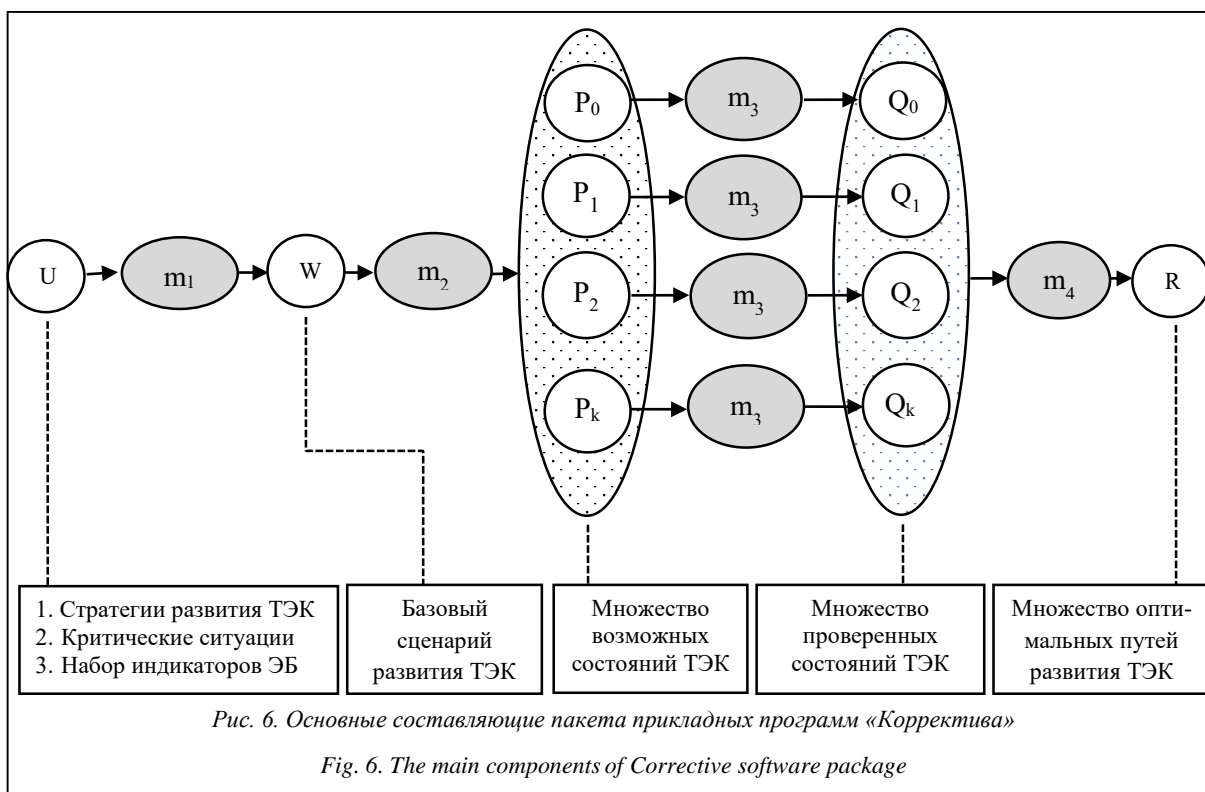 P0 m3 Q0
P1 m3 Q1
U m1 W m2 P2 m3 Q2 m4 R
Pk m3 Qk
1. Стратегии развития ТЭК
2. Критические ситуации
3. Набор индикаторов ЭБ
Базовый
сценарий
развития ТЭК
Множество
возможных
состояний ТЭК
Множество
проверенных
состояний ТЭК
Множество опти-
мальных путей
развития ТЭК
Рис. 6. Основные составляющие пакета прикладных программ «Корректива»
Fig. 6. The main components of Corrective software package